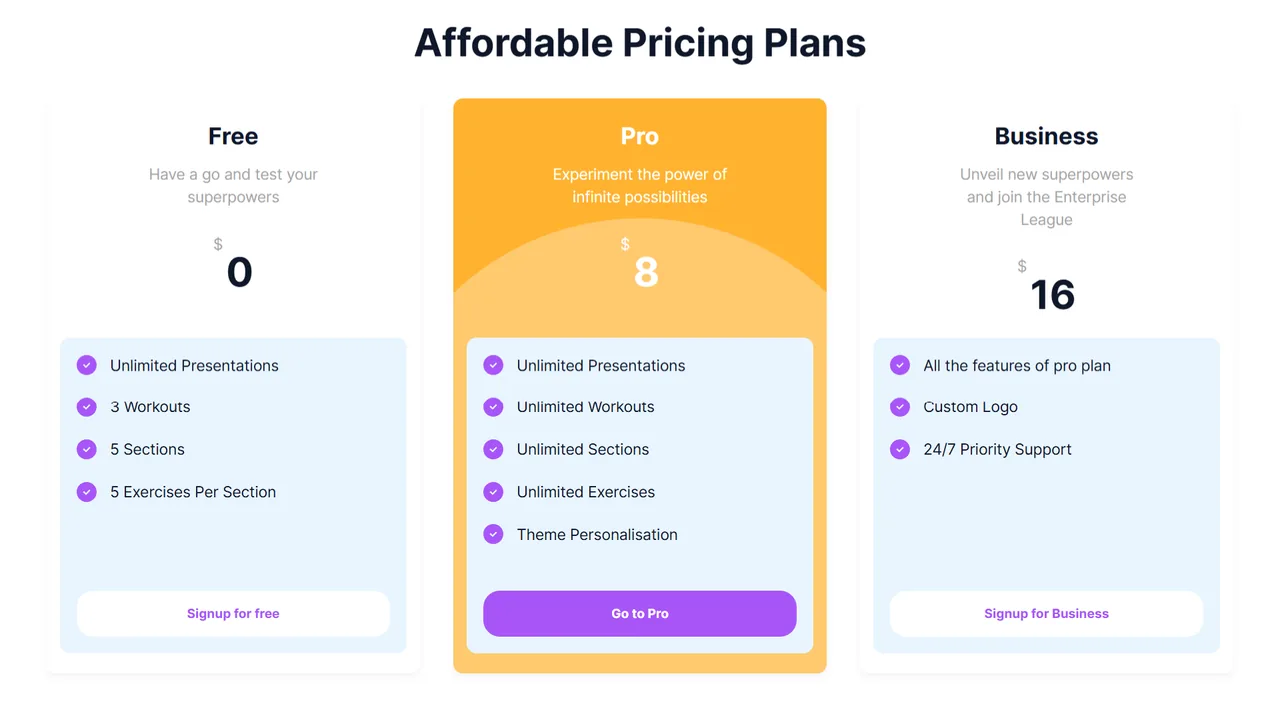 Affordable Pricing Plans
Free
Have a go and test your
superpowers
$
0
Unlimited Presentations
3 Workouts
5 Sections
5 Exercises Per Section
Signup for free
Pro
Experiment the power of
infinite possibilities
$
8
Unlimited Presentations
Unlimited Workouts
Unlimited Sections
Unlimited Exercises
Theme Personalisation
Go to Pro
Business
Unveil new superpowers
and join the Enterprise
League
$
16
All the features of pro plan
Custom Logo
24/7 Priority Support
Signup for Business